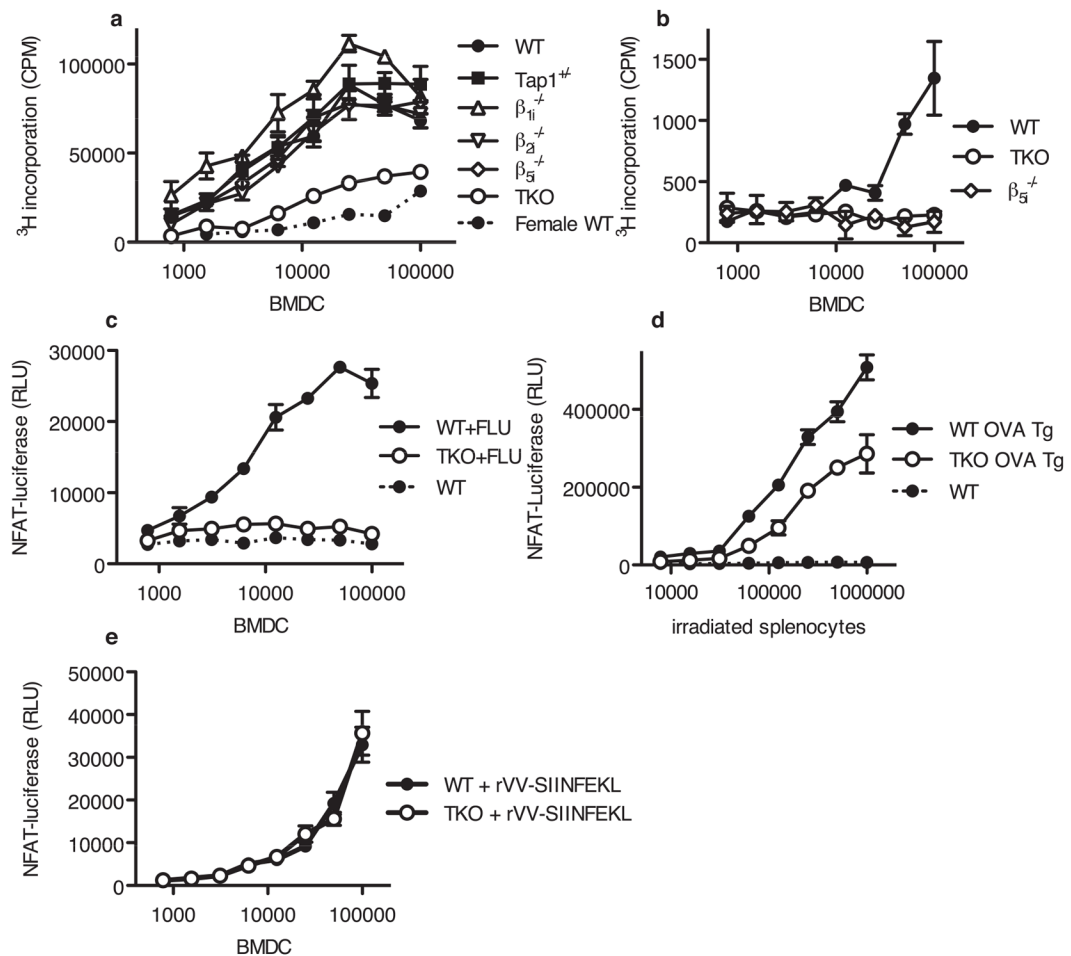 a
³H incorporation (CPM)
100000
50000
0
1000
10000
100000
BMDC
WT
Tap1⁺/⁻
β1i⁻/⁻
β2i⁻/⁻
β5i⁻/⁻
TKO
Female WT
b
³H incorporation (CPM)
1500
1000
500
0
1000
10000
100000
BMDC
WT
TKO
β5i⁻/⁻
c
NFAT-luciferase (RLU)
30000
20000
10000
0
1000
10000
100000
BMDC
WT+FLU
TKO+FLU
WT
d
NFAT-Luciferase (RLU)
400000
200000
0
10000
100000
1000000
irradiated splenocytes
WT OVA Tg
TKO OVA Tg
WT
e
NFAT-luciferase (RLU)
50000
40000
30000
20000
10000
0
1000
10000
100000
BMDC
WT + rVV-SIINFEKL
TKO + rVV-SIINFEKL